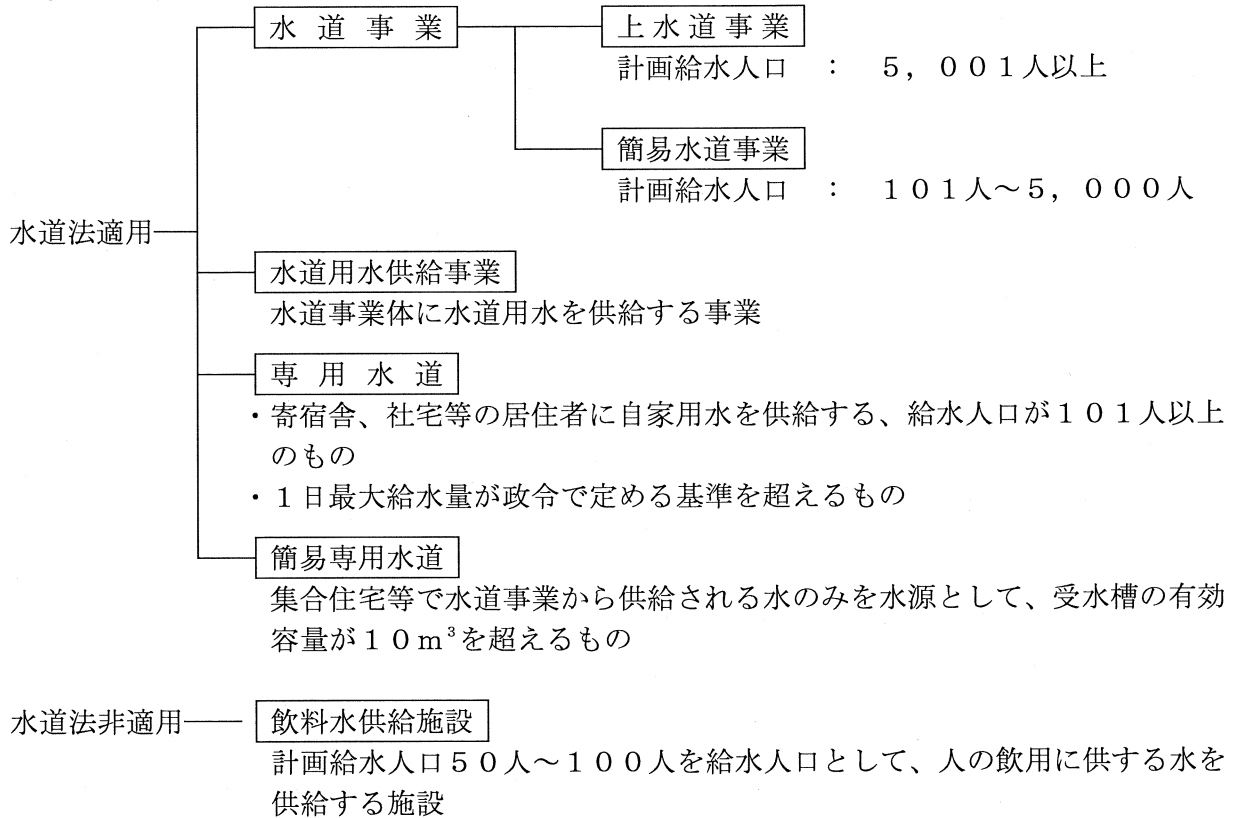 水道事業
上水道事業
計画給水人口 : 5,001人以上
簡易水道事業
計画給水人口 : 101人~5,000人
水道法適用
水道用水供給事業
水道事業体に水道用水を供給する事業
専用水道
・寄宿舎、社宅等の居住者に自家用水を供給する、給水人口が101人以上
のもの
・1日最大給水量が政令で定める基準を超えるもの
簡易専用水道
集合住宅等で水道事業から供給される水のみを水源として、受水槽の有効
容量が10m³を超えるもの
水道法非適用
飲料水供給施設
計画給水人口50人~100人を給水人口として、人の飲用に供する水を
供給する施設